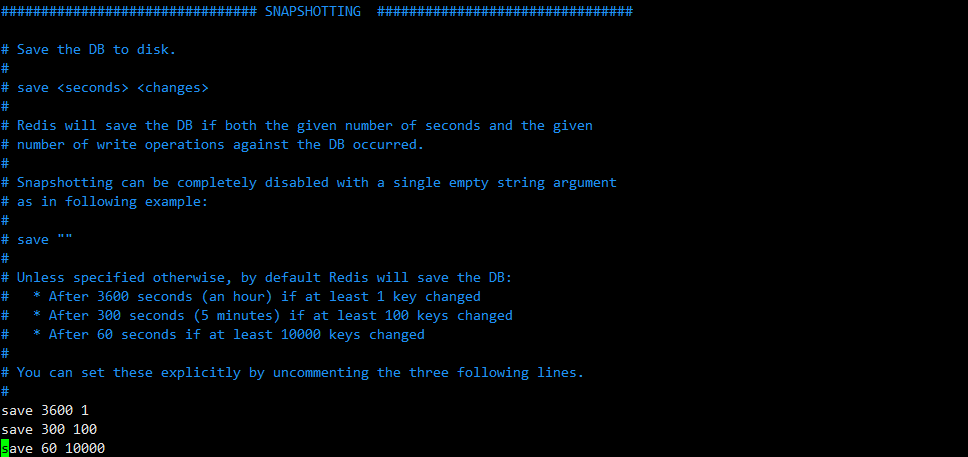 ################################ SNAPSHOTTING  ################################
# Save the DB to disk.
#
# save <seconds> <changes>
#
# Redis will save the DB if both the given number of seconds and the given
# number of write operations against the DB occurred.
#
# Snapshotting can be completely disabled with a single empty string argument
# as in following example:
#
# save ""
#
# Unless specified otherwise, by default Redis will save the DB:
#   * After 3600 seconds (an hour) if at least 1 key changed
#   * After 300 seconds (5 minutes) if at least 100 keys changed
#   * After 60 seconds if at least 10000 keys changed
#
# You can set these explicitly by uncommenting the three following lines.
#
save 3600 1
save 300 100
save 60 10000